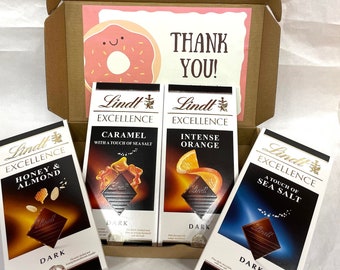 THANK
YOU!
Lindt
EXCELLENCE
HONEY &
ALMOND
DARK
Lindt
EXCELLENCE
CARAMEL
WITH A TOUCH OF SEA SALT
DARK
Lindt
EXCELLENCE
INTENSE
ORANGE
DARK
Lindt
EXCELLENCE
A TOUCH OF
SEA SALT
DARK